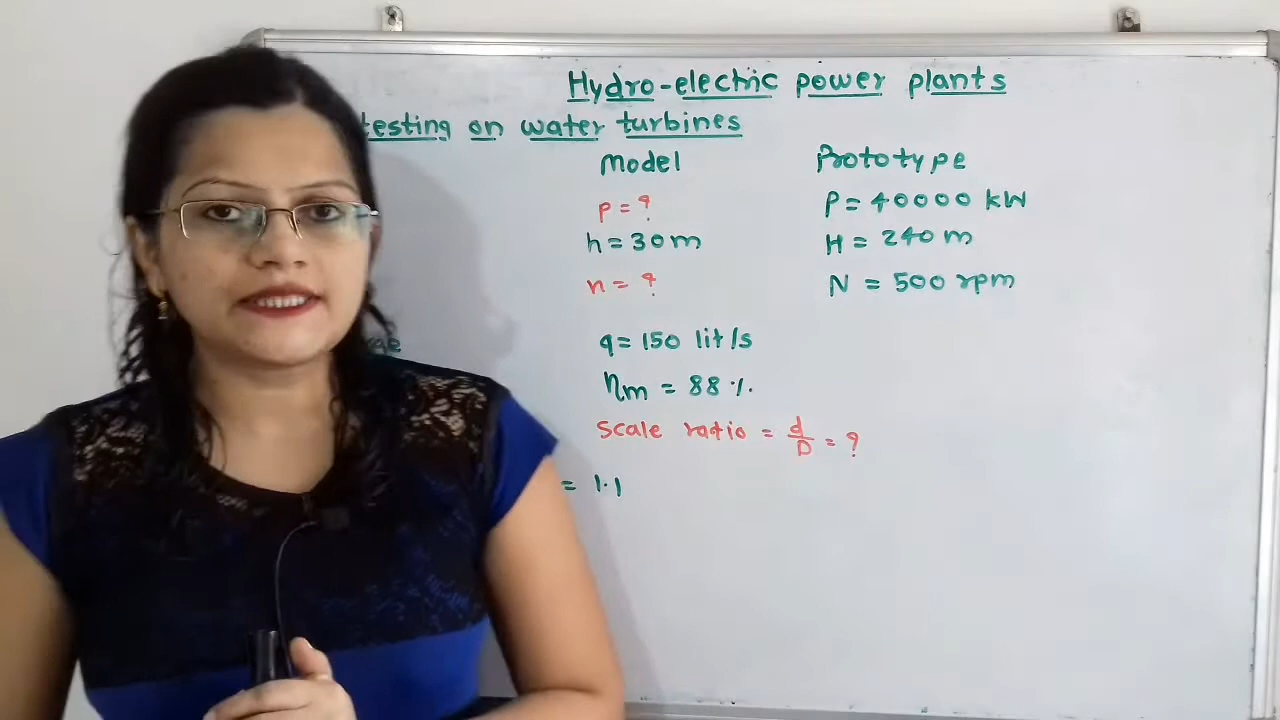 Hydro-electric power plants
testing on water turbines
Model Prototype
P = ? P = 40000 kW
h = 30 m H = 240 m
n = ? N = 500 rpm
q = 150 lit/s
ηm = 88 %
Scale ratio = d/D = ?
= 1.1